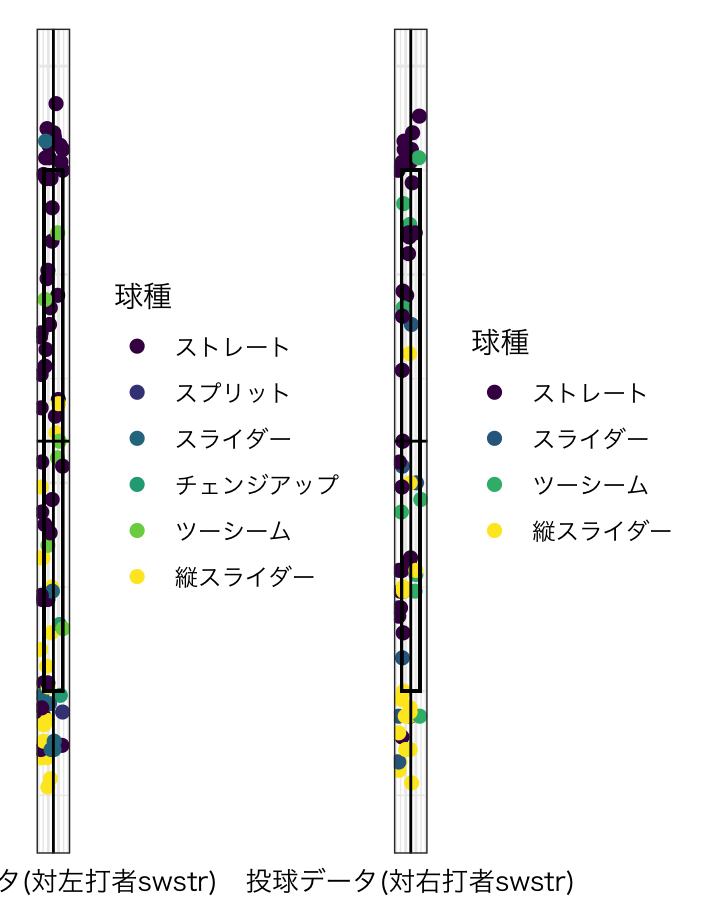 球種
ストレート
スプリット
スライダー
チェンジアップ
ツーシーム
縦スライダー
球種
ストレート
スライダー
ツーシーム
縦スライダー
タ(対左打者swstr)
投球データ(対右打者swstr)